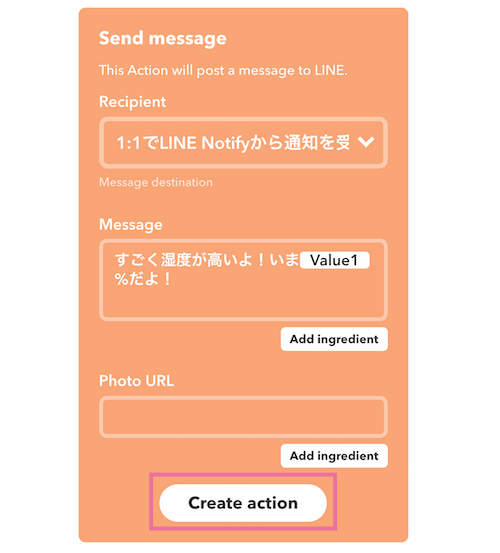 Send message
This Action will post a message to LINE.
Recipient
1:1でLINE Notifyから通知を受
Message destination
Message
すごく湿度が高いよ！いま Value1
%だよ！
Add ingredient
Photo URL
Add ingredient
Create action